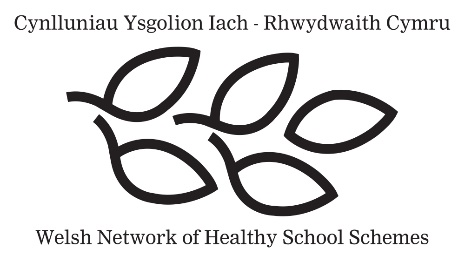 Cynlluniau Ysgolion Iach - Rhwydwaith Cymru
Welsh Network of Healthy School Schemes